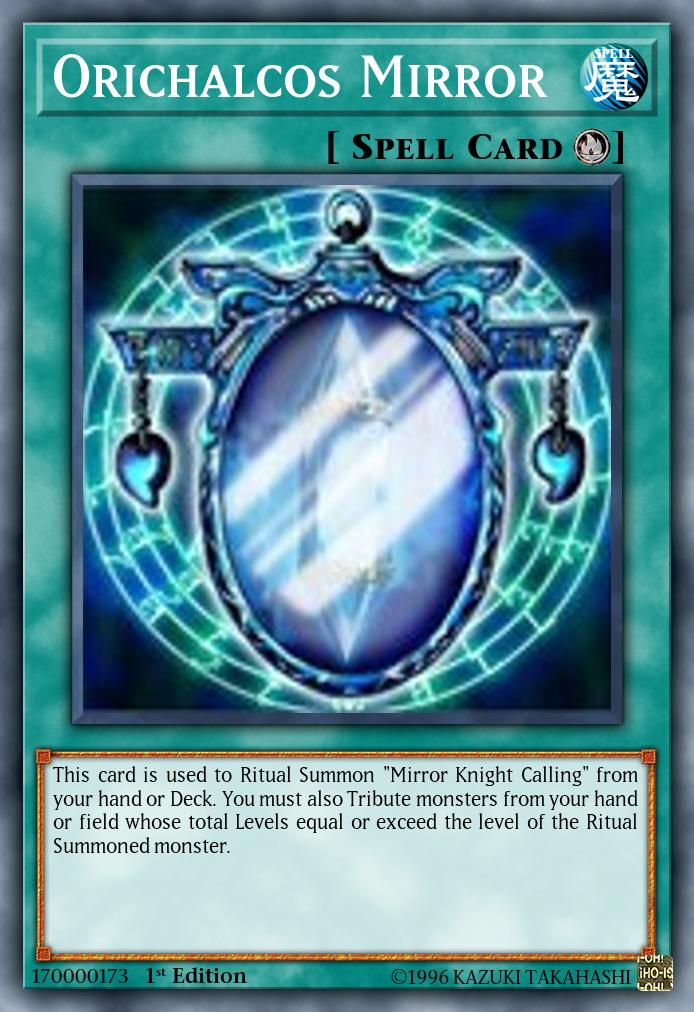 Orichalcos Mirror
SPELL
魔
[ Spell Card ]
This card is used to Ritual Summon "Mirror Knight Calling" from
your hand or Deck. You must also Tribute monsters from your hand
or field whose total Levels equal or exceed the level of the Ritual
Summoned monster.
170000173 1st Edition ©1996 KAZUKI TAKAHASHI